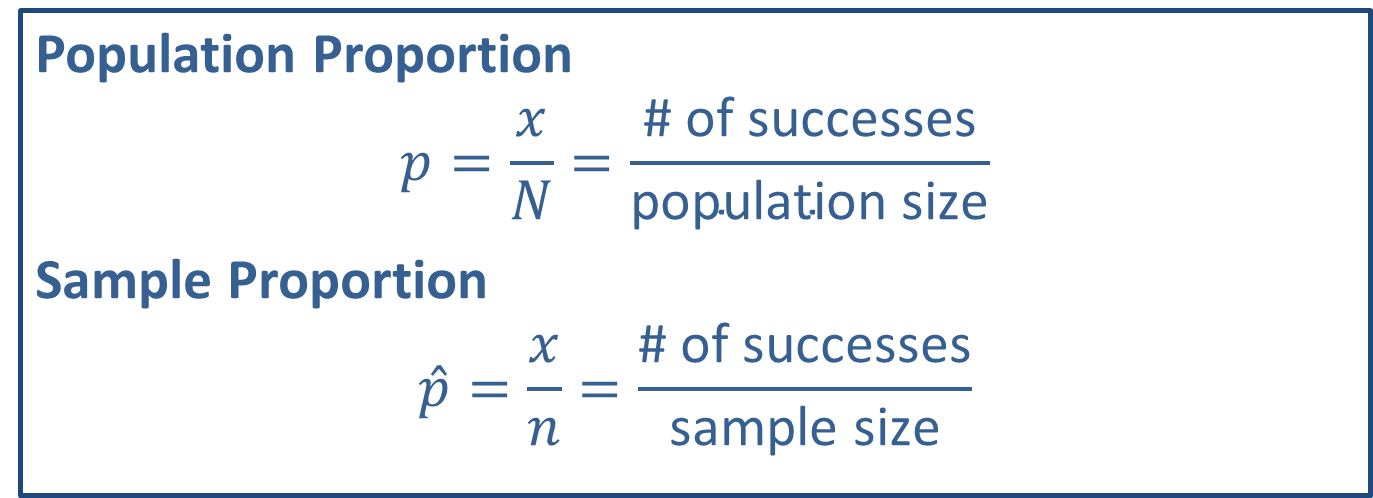 Population Proportion
p = x/N = # of successes/population size
Sample Proportion
p̂ = x/n = # of successes/sample size